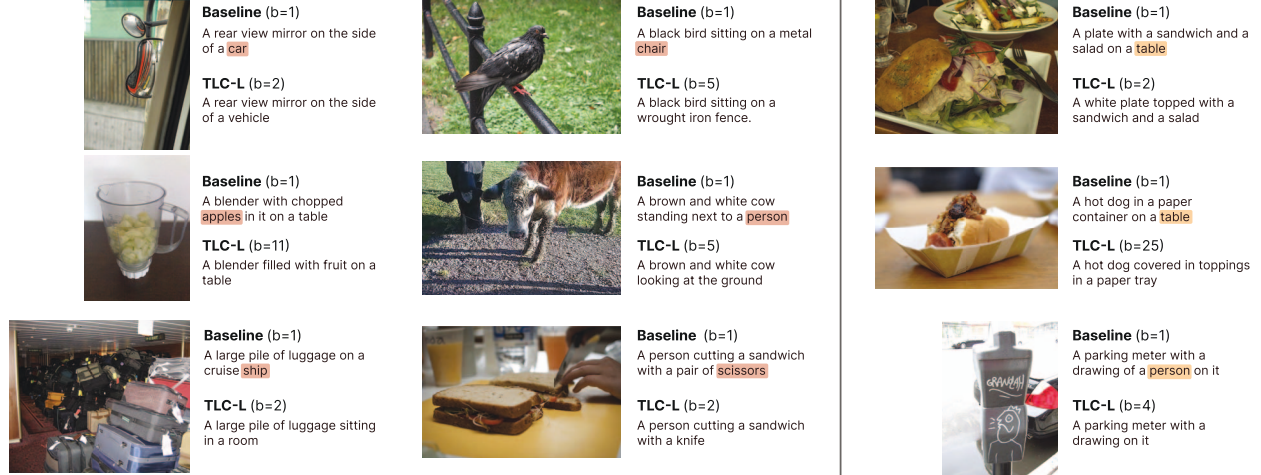 Baseline (b=1)
A rear view mirror on the side
of a car
TLC-L (b=2)
A rear view mirror on the side
of a vehicle
Baseline (b=1)
A blender with chopped
apples in it on a table
TLC-L (b=11)
A blender filled with fruit on a
table
Baseline (b=1)
A large pile of luggage on a
cruise ship
TLC-L (b=2)
A large pile of luggage sitting
in a room
Baseline (b=1)
A black bird sitting on a metal
chair
TLC-L (b=5)
A black bird sitting on a
wrought iron fence.
Baseline (b=1)
A brown and white cow
standing next to a person
TLC-L (b=5)
A brown and white cow
looking at the ground
Baseline (b=1)
A person cutting a sandwich
with a pair of scissors
TLC-L (b=2)
A person cutting a sandwich
with a knife
Baseline (b=1)
A plate with a sandwich and a
salad on a table
TLC-L (b=2)
A white plate topped with a
sandwich and a salad
Baseline (b=1)
A hot dog in a paper
container on a table
TLC-L (b=25)
A hot dog covered in toppings
in a paper tray
Baseline (b=1)
A parking meter with a
drawing of a person on it
TLC-L (b=4)
A parking meter with a
drawing on it